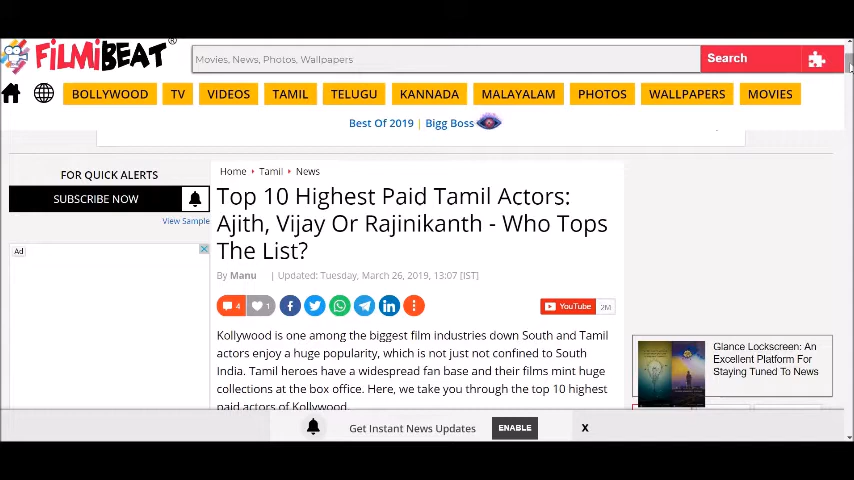 FILMIBEAT®
Movies, News, Photos, Wallpapers
Search
BOLLYWOOD TV VIDEOS TAMIL TELUGU KANNADA MALAYALAM PHOTOS WALLPAPERS MOVIES
Best Of 2019 | Bigg Boss
FOR QUICK ALERTS
SUBSCRIBE NOW
View Sample
Ad
Home Tamil News
Top 10 Highest Paid Tamil Actors:
Ajith, Vijay Or Rajinikanth - Who Tops
The List?
By Manu | Updated: Tuesday, March 26, 2019, 13:07 [IST]
4 1
YouTube 2M
Kollywood is one among the biggest film industries down South and Tamil
actors enjoy a huge popularity, which is not just not confined to South
India. Tamil heroes have a widespread fan base and their films mint huge
collections at the box office. Here, we take you through the top 10 highest
paid actors of Kollywood.
Glance Lockscreen: An
Excellent Platform For
Staying Tuned To News
Get Instant News Updates ENABLE X